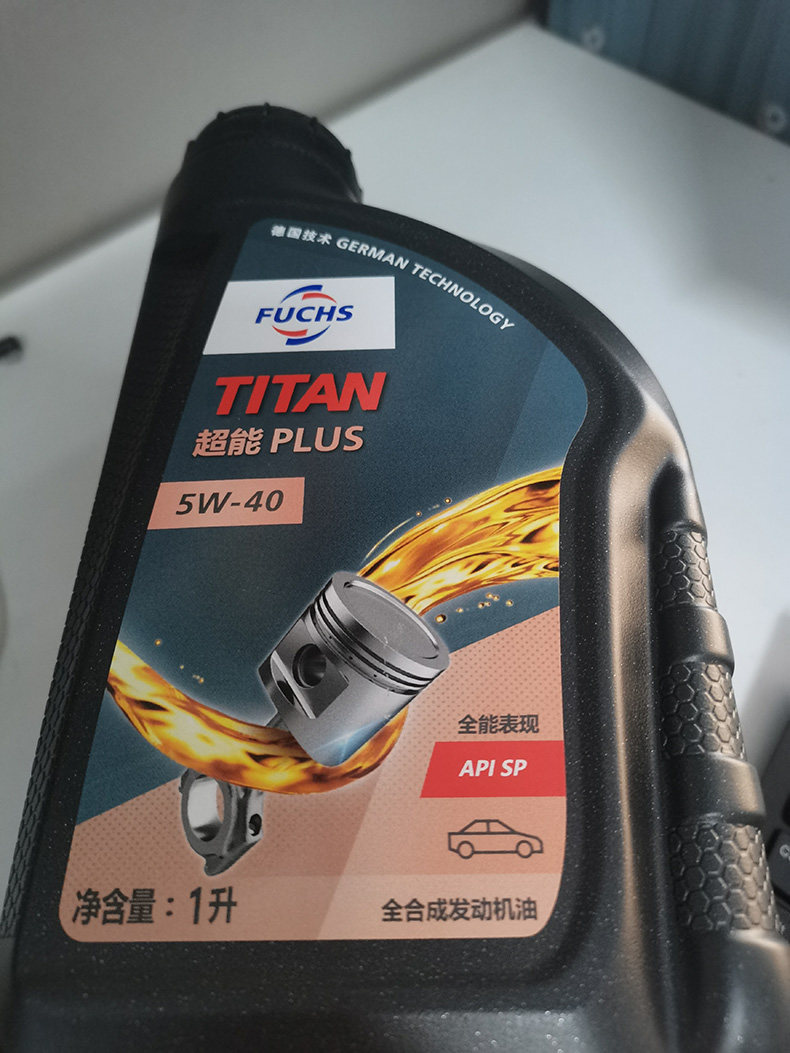 德国技术 GERMAN TECHNOLOGY
FUCHS
TITAN
超能 PLUS
5W-40
全能表现
API SP
净含量：1升
全合成发动机油